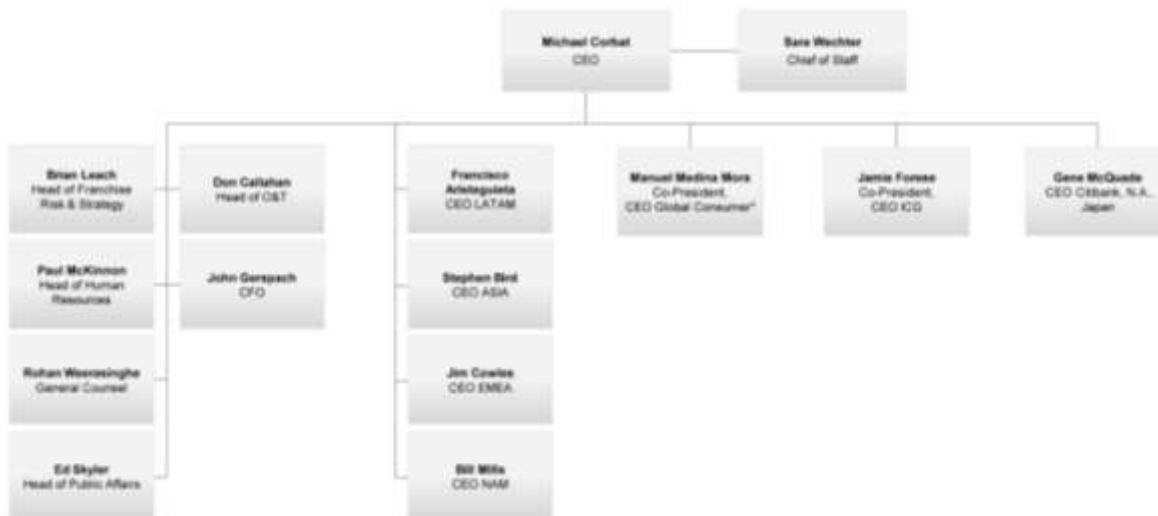 Michael Corbat
CEO
Sara Wechter
Chief of Staff
Brian Leach
Head of Franchise
Risk & Strategy
Don Callahan
Head of O&T
Francisco
Aristeguieta
CEO LATAM
Manuel Medina Mora
Co-President,
CEO Global Consumer*
Jamie Forese
Co-President,
CEO ICG
Gene McQuade
CEO Citibank, N.A.,
Japan
Paul McKinnon
Head of Human
Resources
John Gerspach
CFO
Stephen Bird
CEO ASIA
Rohan Weerasinghe
General Counsel
Jim Cowles
CEO EMEA
Ed Skyler
Head of Public Affairs
Bill Mills
CEO NAM